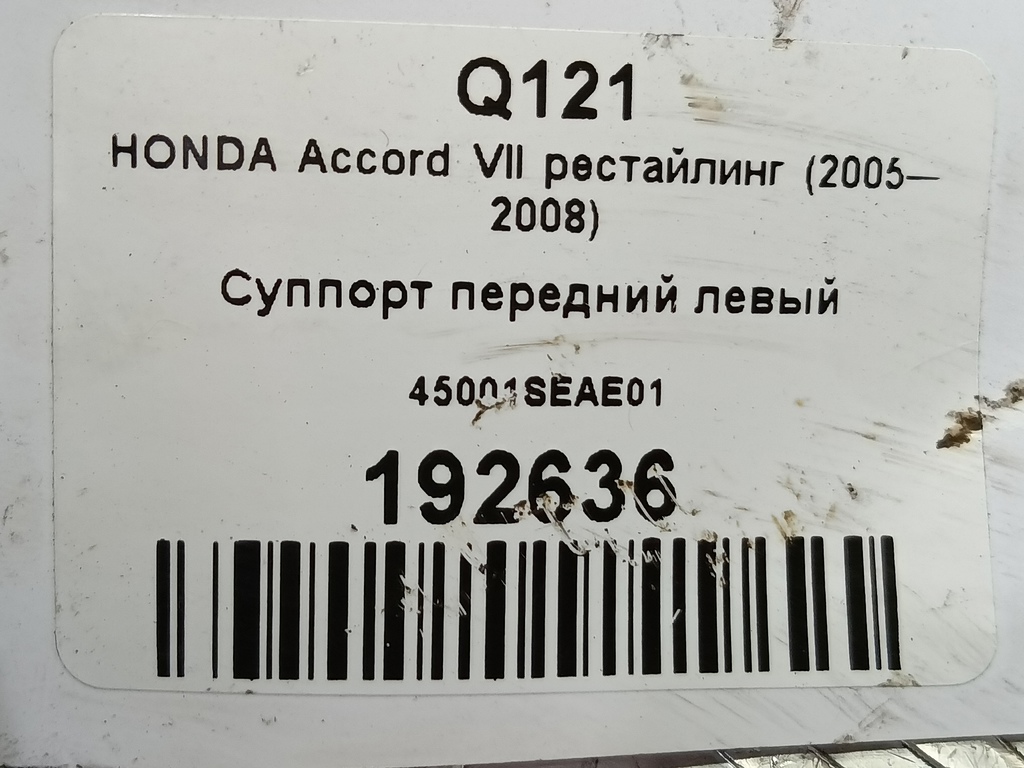 Q121
HONDA Accord VII рестайлинг (2005–
2008)
Суппорт передний левый
45001SEAE01
192636